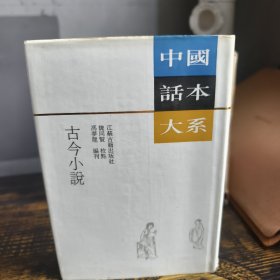 中國
話本
大系
古今小說
馮夢龍 編刊
魏同賢 校點
江蘇古籍出版社